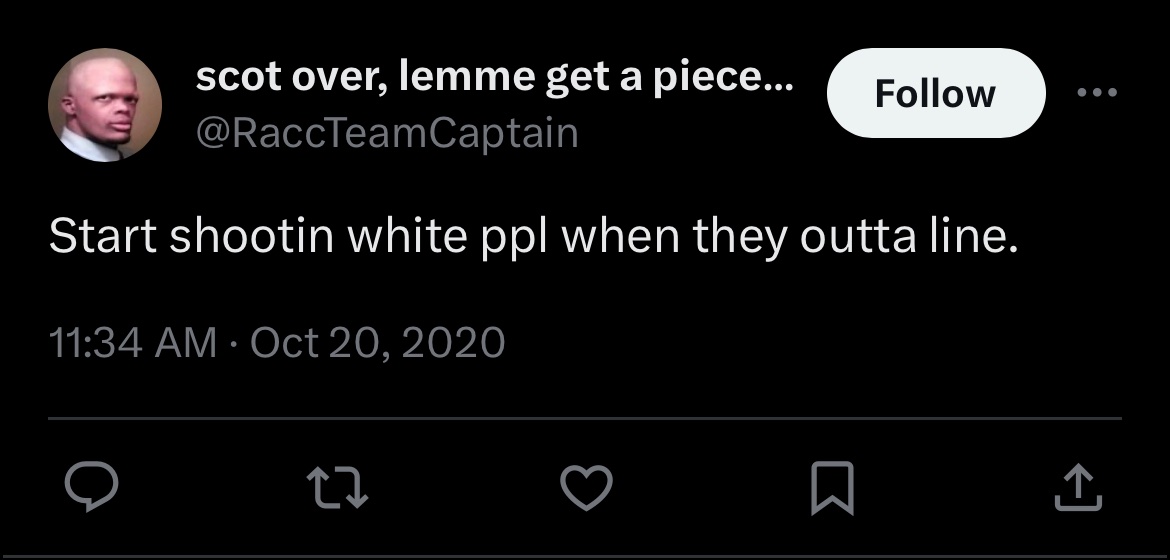 scot over, lemme get a piece...
Follow
@RaccTeamCaptain
Start shootin white ppl when they outta line.
11:34 AM · Oct 20, 2020